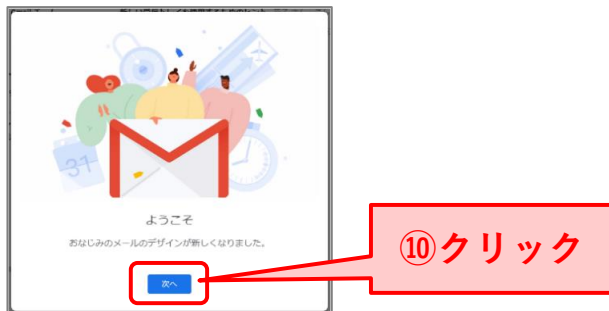 31
ようこそ
おなじみのメールのデザインが新しくなりました。
次へ
⑩クリック